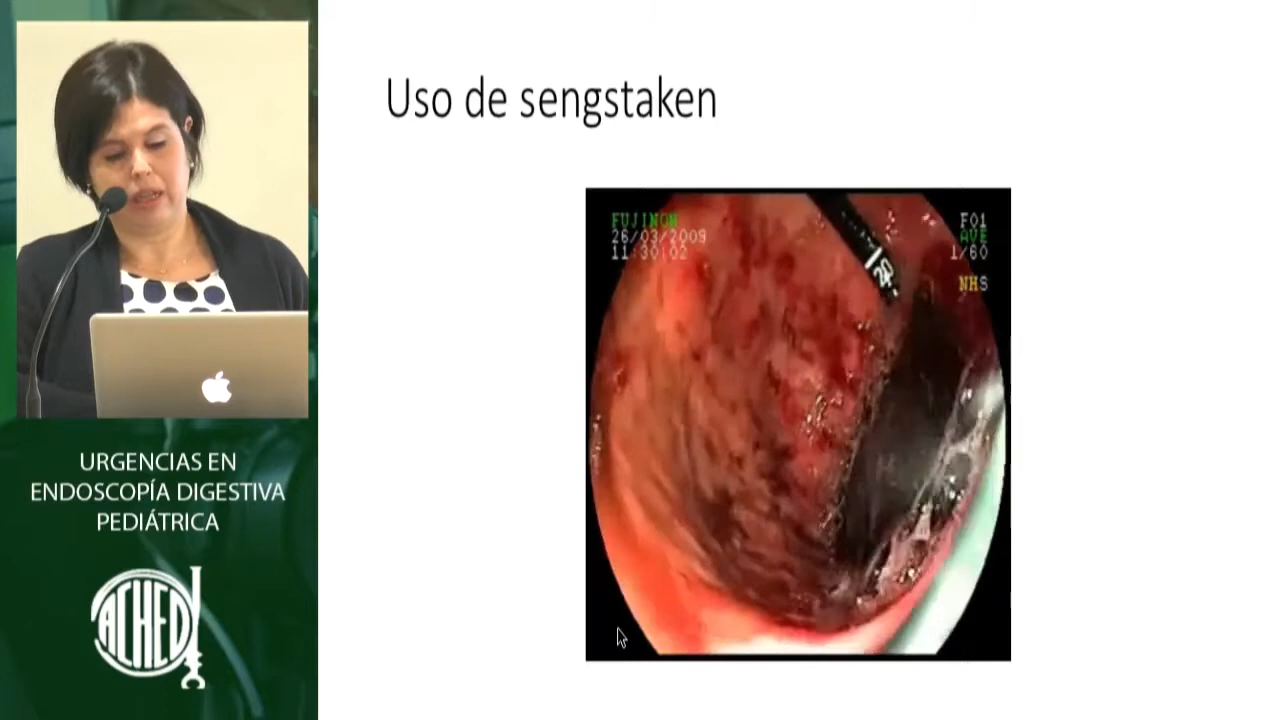 Uso de sengstaken
FUJINON
26/03/2009
11:30:02
F01
AVE
1/60
NHS
24
URGENCIAS EN
ENDOSCOPÍA DIGESTIVA
PEDIÁTRICA
ACHED